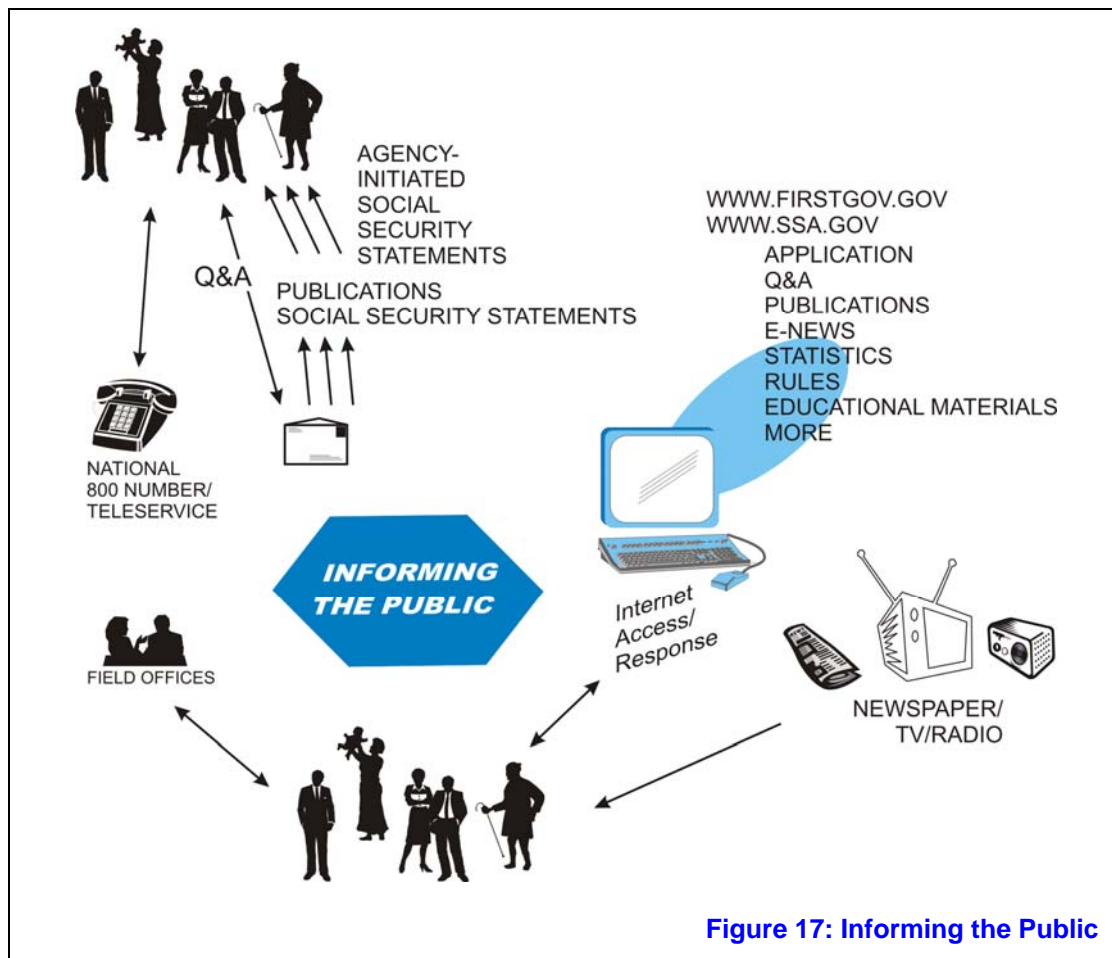 AGENCY-
INITIATED
SOCIAL
SECURITY
STATEMENTS
Q&A
PUBLICATIONS
SOCIAL SECURITY STATEMENTS
WWW.FIRSTGOV.GOV
WWW.SSA.GOV
APPLICATION
Q&A
PUBLICATIONS
E-NEWS
STATISTICS
RULES
EDUCATIONAL MATERIALS
MORE
NATIONAL
800 NUMBER/
TELESERVICE
INFORMING
THE PUBLIC
Internet
Access/
Response
FIELD OFFICES
NEWSPAPER/
TV/RADIO
Figure 17: Informing the Public